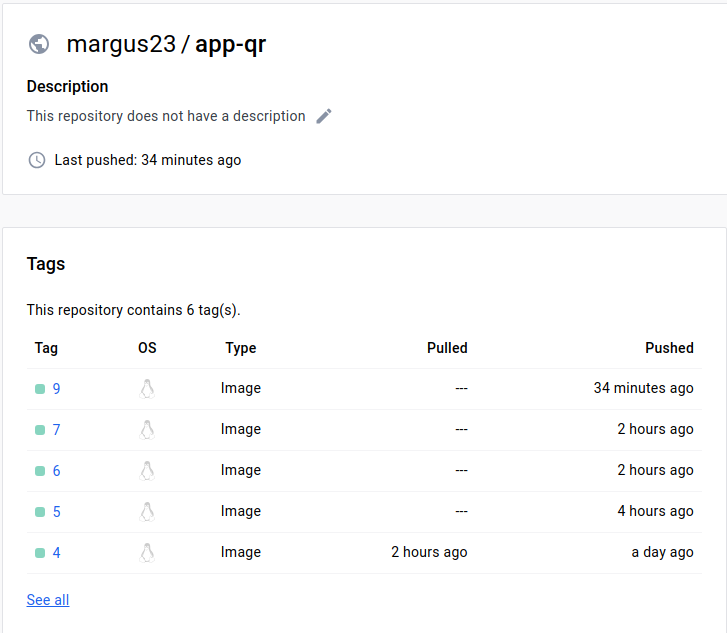 margus23 / app-qr
Description
This repository does not have a description
Last pushed: 34 minutes ago
Tags
This repository contains 6 tag(s).
Tag OS Type Pulled Pushed
9 Image --- 34 minutes ago
7 Image --- 2 hours ago
6 Image --- 2 hours ago
5 Image --- 4 hours ago
4 Image 2 hours ago a day ago
See all